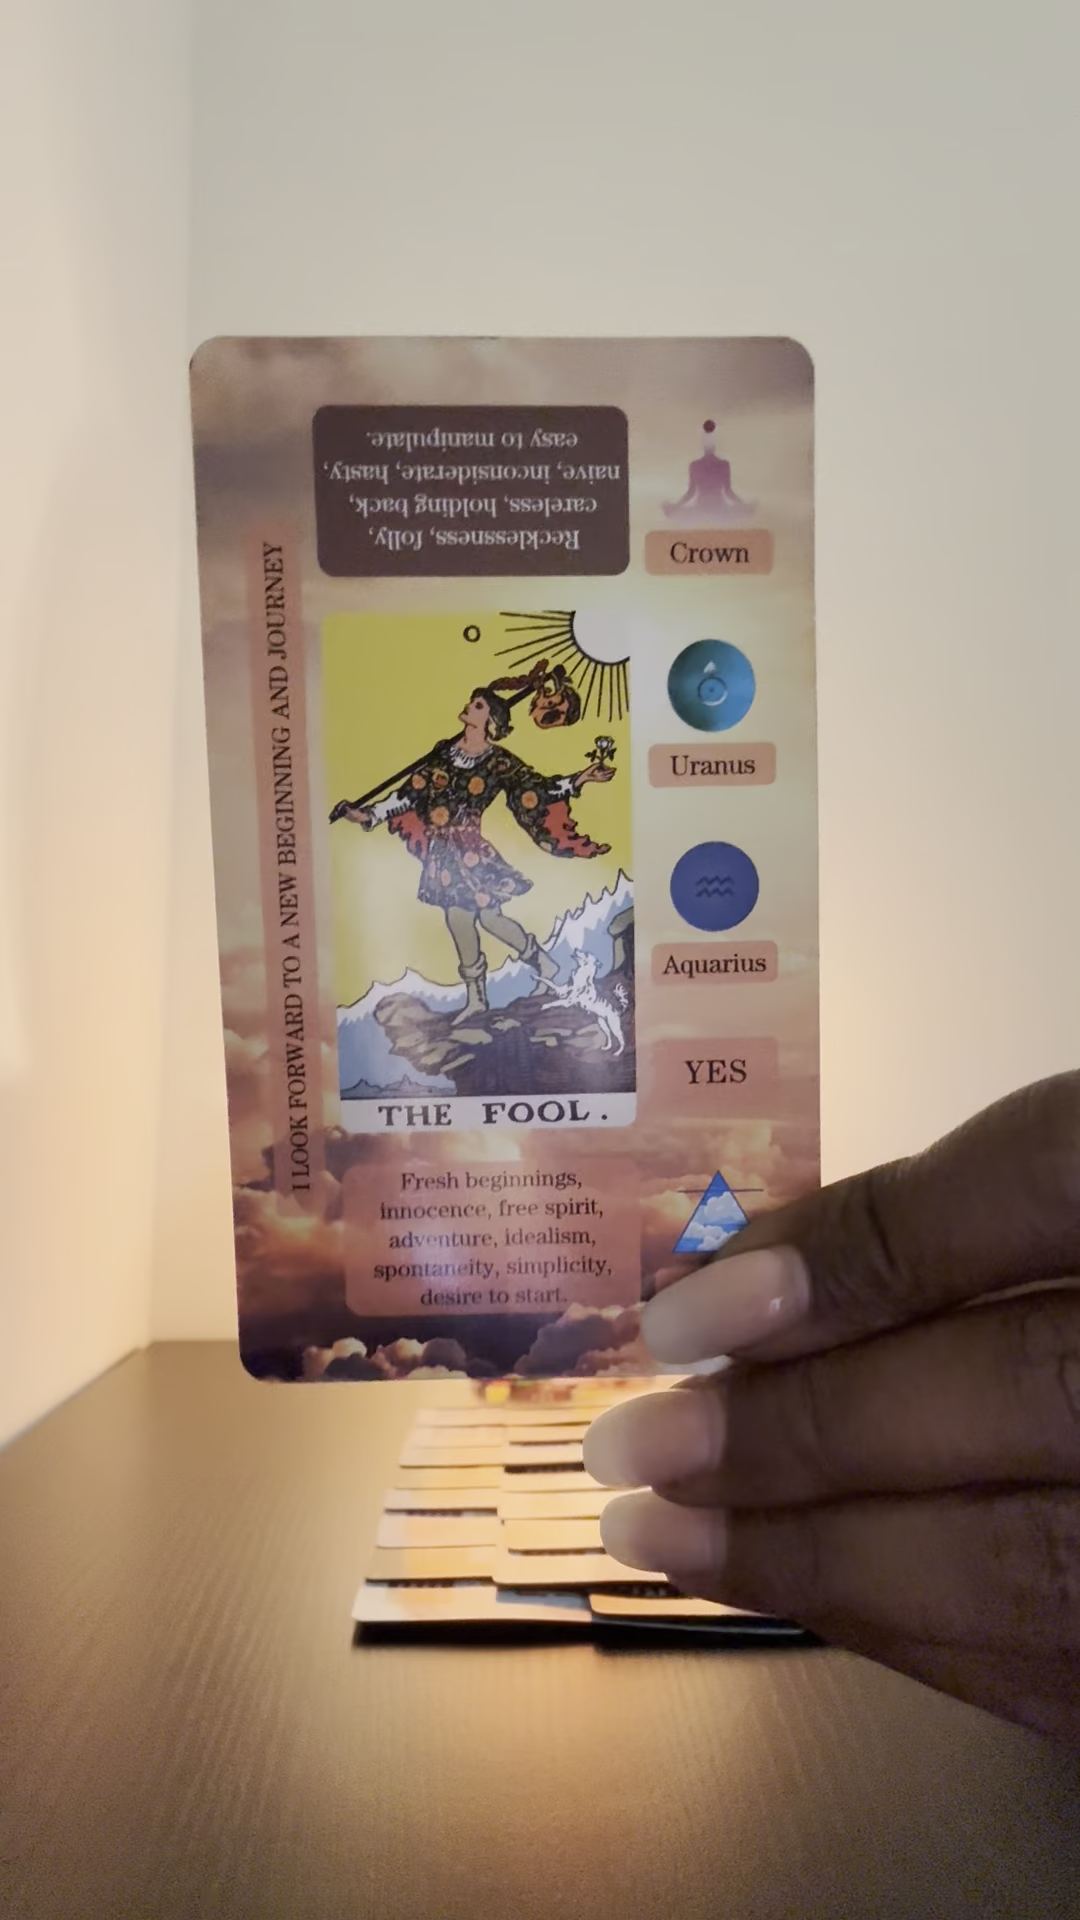 Recklessness, folly,
careless, holding back,
naive, inconsiderate, hasty,
easy to manipulate.
Crown
I LOOK FORWARD TO A NEW BEGINNING AND JOURNEY
0
Uranus
Aquarius
YES
THE FOOL.
Fresh beginnings,
innocence, free spirit,
adventure, idealism,
spontaneity, simplicity,
desire to start.